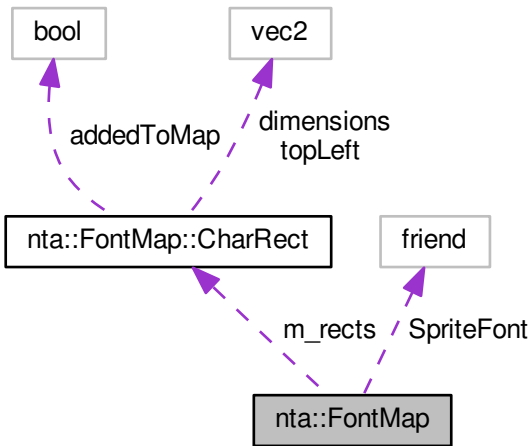 bool
vec2
addedToMap
dimensions
topLeft
nta::FontMap::CharRect
friend
m_rects
SpriteFont
nta::FontMap